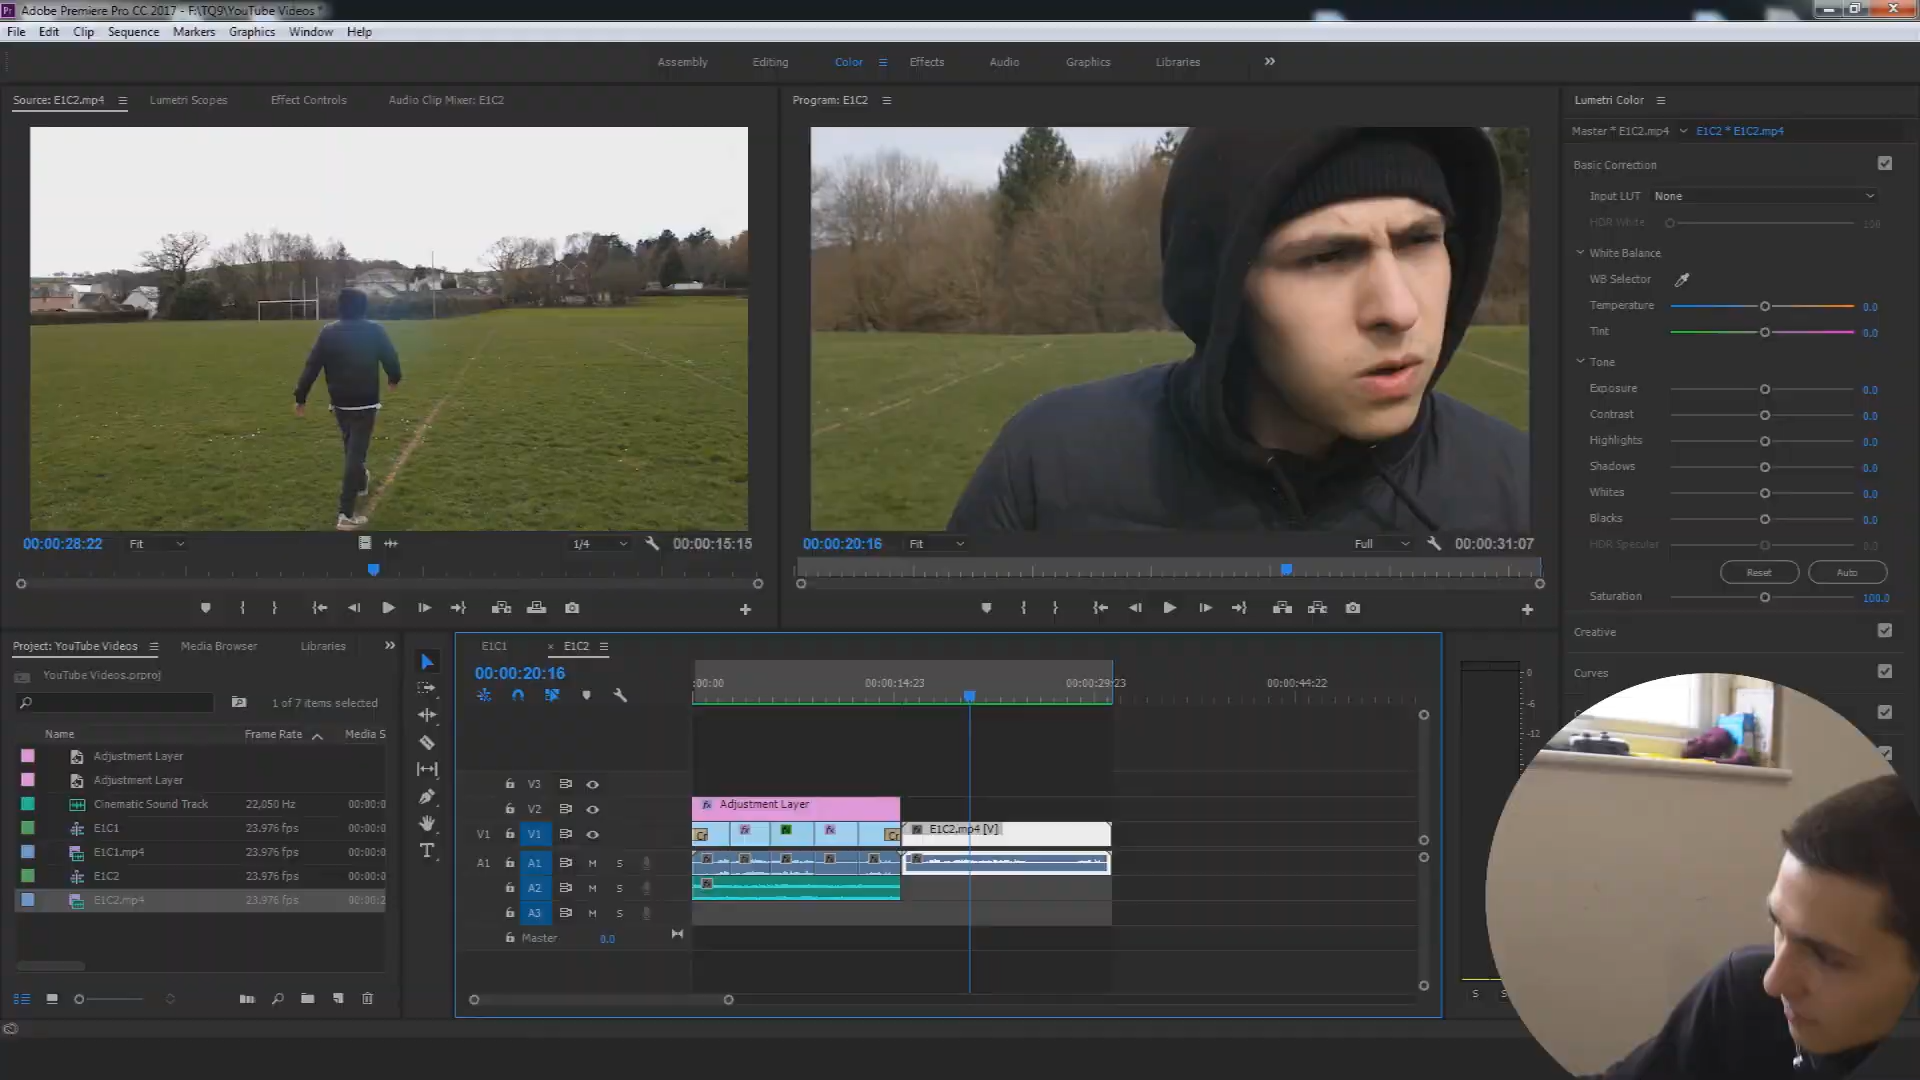 Adobe Premiere Pro CC 2017 - F:\TQ9\YouTube Videos *
File Edit Clip Sequence Markers Graphics Window Help
Assembly Editing Color Effects Audio Graphics Libraries
Source: E1C2.mp4 Lumetri Scopes Effect Controls Audio Clip Mixer: E1C2
Program: E1C2
Lumetri Color
Master * E1C2.mp4 E1C2 * E1C2.mp4
Basic Correction
Input LUT None
HDR White 100
White Balance
WB Selector
Temperature 0.0
Tint 0.0
Tone
Exposure 0.0
Contrast 0.0
Highlights 0.0
Shadows 0.0
Whites 0.0
Blacks 0.0
HDR Specular 0.0
Reset Auto
Saturation 100.0
Creative
Curves
00:00:28:22 Fit 1/4 00:00:15:15
00:00:20:16 Fit Full 00:00:31:07
Project: YouTube Videos Media Browser Libraries
YouTube Videos.prproj
1 of 7 items selected
Name Frame Rate Media S
Adjustment Layer
Adjustment Layer
Cinematic Sound Track 22,050 Hz 00:00:0
E1C1 23.976 fps 00:00:0
E1C1.mp4 23.976 fps 00:00:0
E1C2 23.976 fps 00:00:0
E1C2.mp4 23.976 fps 00:00:2
E1C1 × E1C2
00:00:20:16
:00:00 00:00:14:23 00:00:29:23 00:00:44:22
V3
V2 Adjustment Layer
V1 V1 Cr Cr E1C2.mp4 [V]
A1 A1 M S
A2 M S
A3 M S
Master 0.0
0
-6
-12
S S